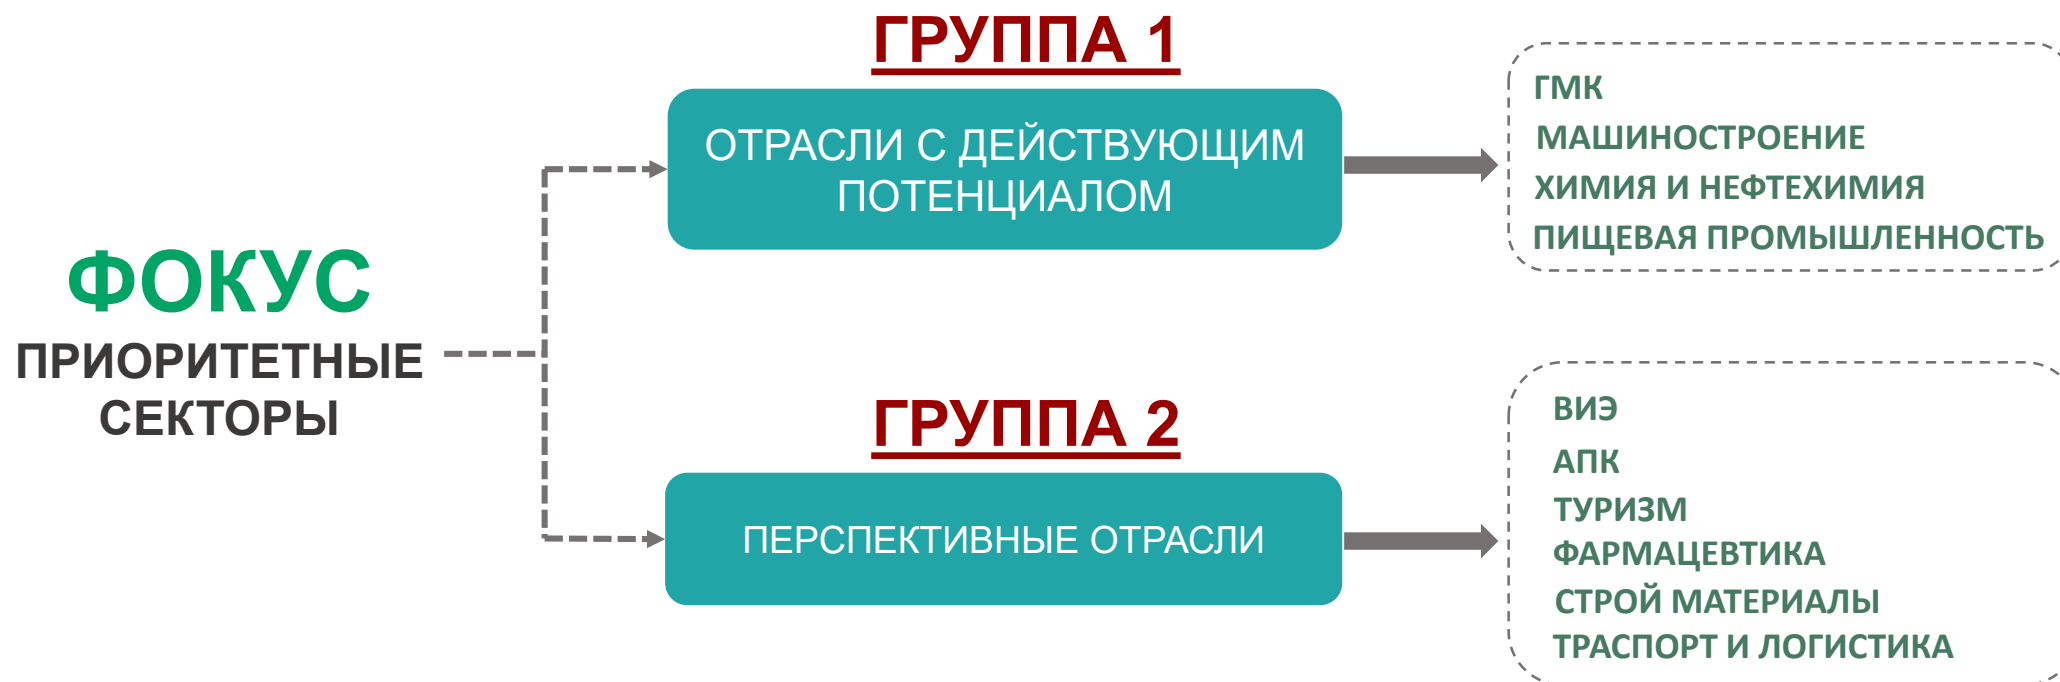 ФОКУС
ПРИОРИТЕТНЫЕ
СЕКТОРЫ
ГРУППА 1
ОТРАСЛИ С ДЕЙСТВУЮЩИМ
ПОТЕНЦИАЛОМ
ГМК
МАШИНОСТРОЕНИЕ
ХИМИЯ И НЕФТЕХИМИЯ
ПИЩЕВАЯ ПРОМЫШЛЕННОСТЬ
ГРУППА 2
ПЕРСПЕКТИВНЫЕ ОТРАСЛИ
ВИЭ
АПК
ТУРИЗМ
ФАРМАЦЕВТИКА
СТРОЙ МАТЕРИАЛЫ
ТРАСПОРТ И ЛОГИСТИКА